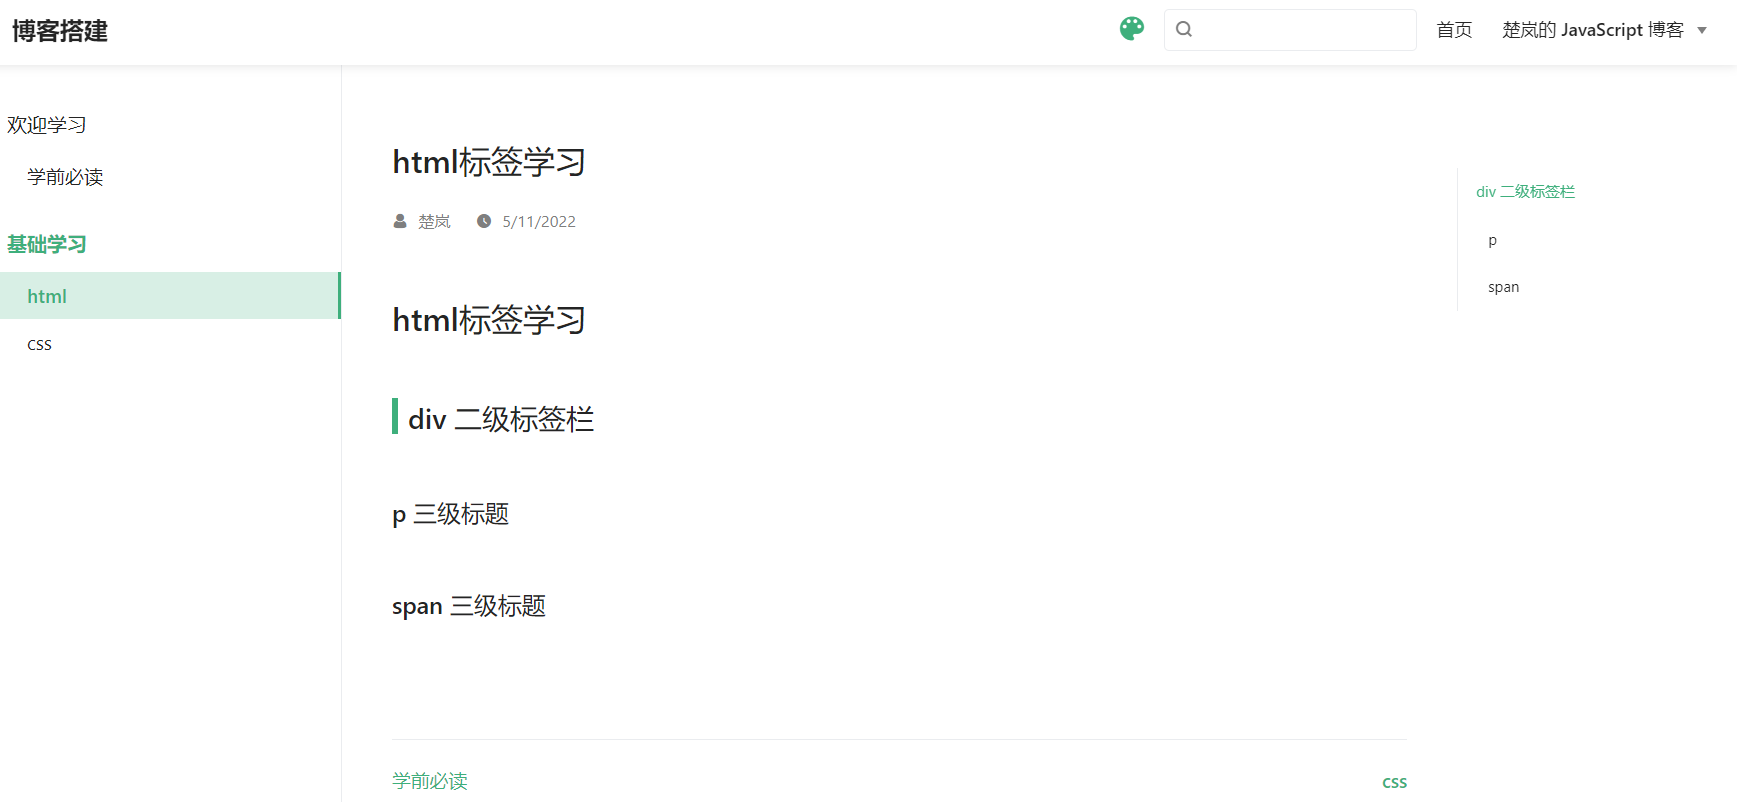 博客搭建
首页
楚岚的 JavaScript 博客
欢迎学习
学前必读
基础学习
html
css
html标签学习
楚岚 5/11/2022
html标签学习
div 二级标签栏
p 三级标题
span 三级标题
学前必读
css
div 二级标签栏
p
span